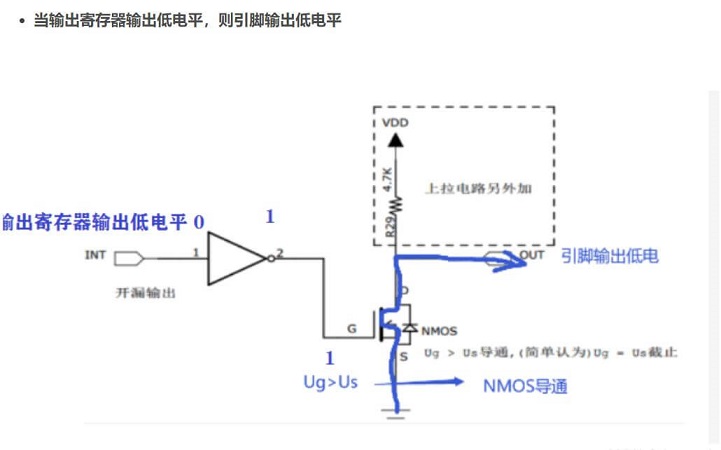 当输出寄存器输出低电平，则引脚输出低电平
VDD
4.7K
R29
上拉电路另外加
输出寄存器输出低电平 0
1
INT
1
2
OUT
引脚输出低电
开漏输出
D
G
NMOS
S
Ug > Us导通,(简单认为)Ug = Us截止
1
Ug>Us
NMOS导通